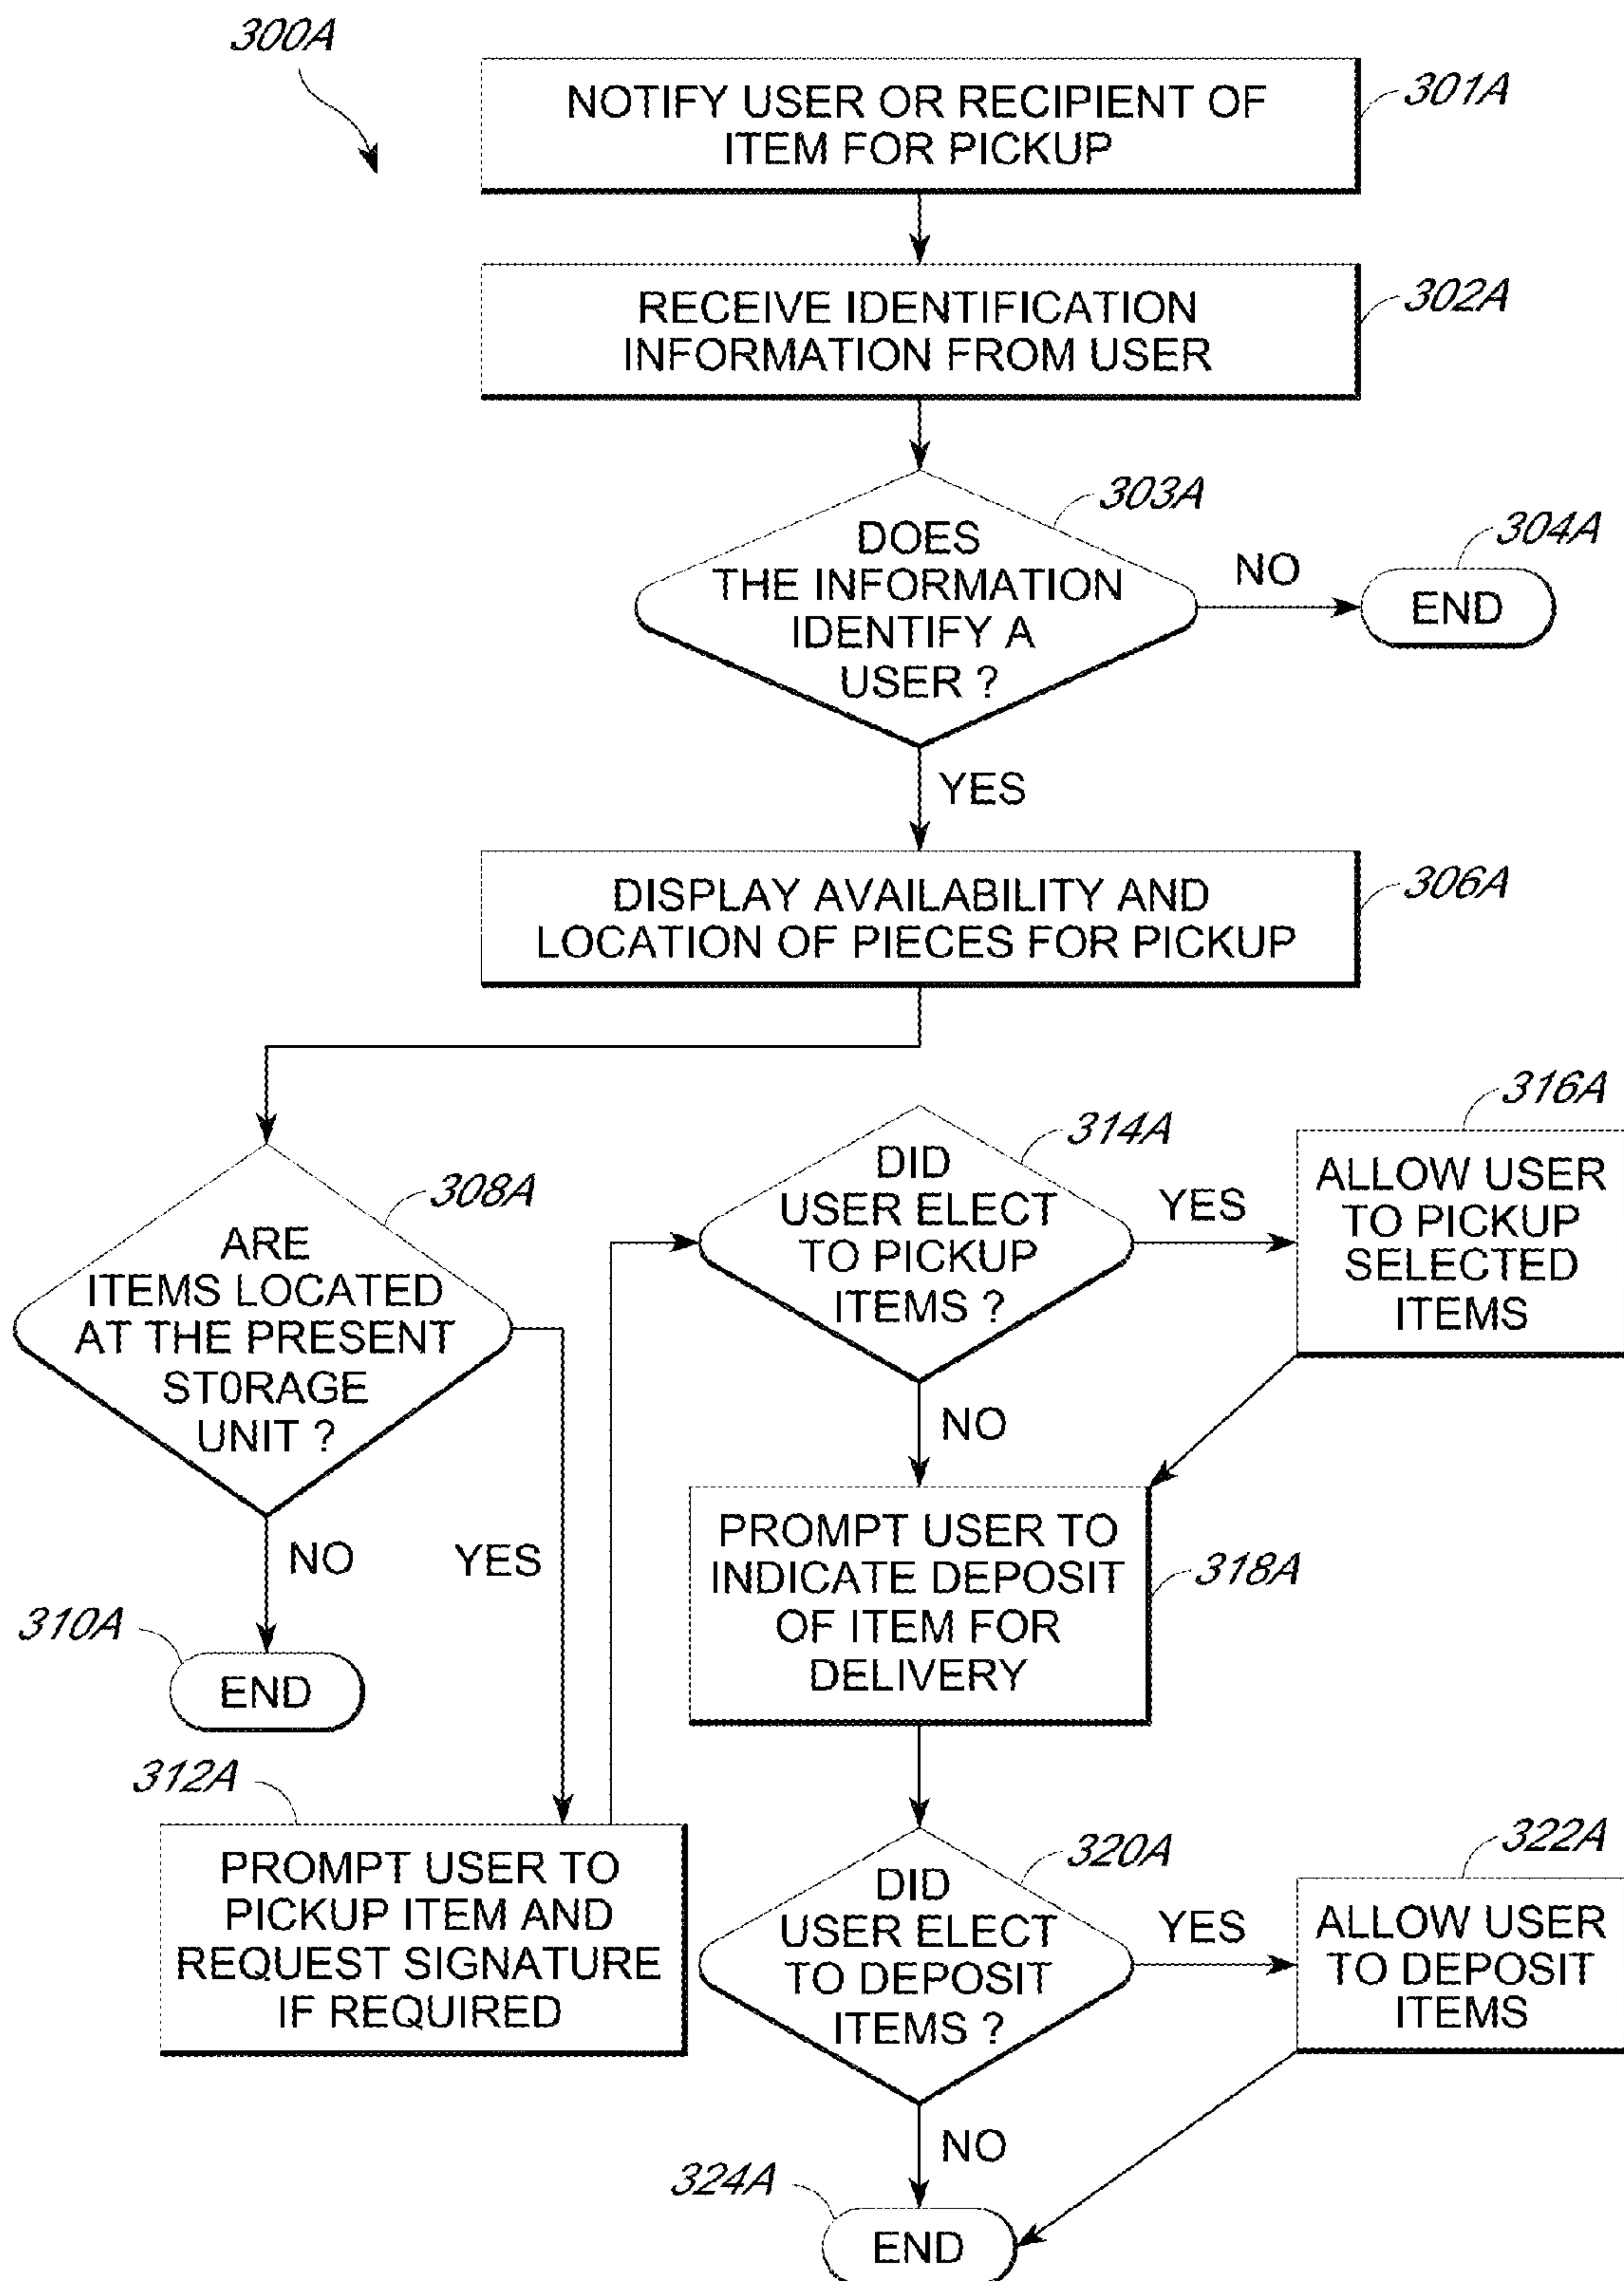 300A
NOTIFY USER OR RECIPIENT OF
ITEM FOR PICKUP
301A
RECEIVE IDENTIFICATION
INFORMATION FROM USER
302A
DOES
THE INFORMATION
IDENTIFY A
USER ?
303A
NO
END
304A
YES
DISPLAY AVAILABILITY AND
LOCATION OF PIECES FOR PICKUP
306A
ARE
ITEMS LOCATED
AT THE PRESENT
ST0RAGE
UNIT ?
308A
NO
END
310A
YES
PROMPT USER TO
PICKUP ITEM AND
REQUEST SIGNATURE
IF REQUIRED
312A
DID
USER ELECT
TO PICKUP
ITEMS ?
314A
YES
ALLOW USER
TO PICKUP
SELECTED
ITEMS
316A
NO
PROMPT USER TO
INDICATE DEPOSIT
OF ITEM FOR
DELIVERY
318A
DID
USER ELECT
TO DEPOSIT
ITEMS ?
320A
YES
ALLOW USER
TO DEPOSIT
ITEMS
322A
NO
END
324A